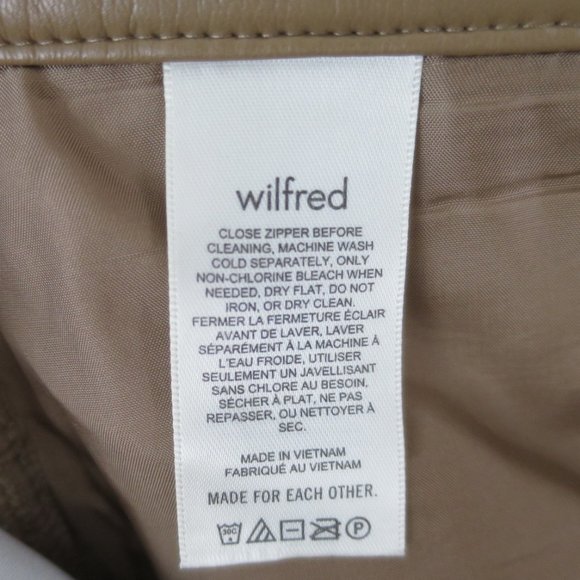 wilfred
CLOSE ZIPPER BEFORE
CLEANING, MACHINE WASH
COLD SEPARATELY, ONLY
NON-CHLORINE BLEACH WHEN
NEEDED, DRY FLAT, DO NOT
IRON, OR DRY CLEAN.
FERMER LA FERMETURE ÉCLAIR
AVANT DE LAVER, LAVER
SÉPARÉMENT À LA MACHINE À
L'EAU FROIDE, UTILISER
SEULEMENT UN JAVELLISANT
SANS CHLORE AU BESOIN.
SÉCHER À PLAT, NE PAS
REPASSER, OU NETTOYER À
SEC.
MADE IN VIETNAM
FABRIQUÉ AU VIETNAM
MADE FOR EACH OTHER.
30C P